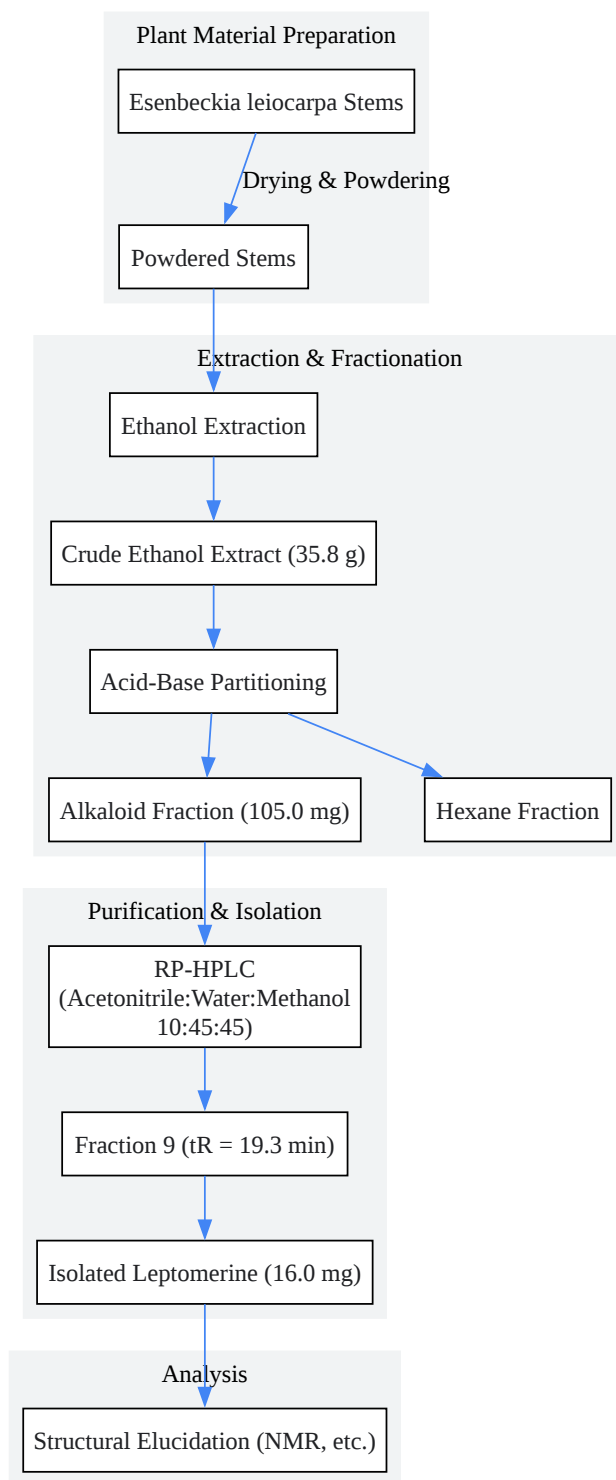 Plant Material Preparation
Esenbeckia leiocarpa Stems
Drying & Powdering
Powdered Stems
Extraction & Fractionation
Ethanol Extraction
Crude Ethanol Extract (35.8 g)
Acid-Base Partitioning
Alkaloid Fraction (105.0 mg)
Hexane Fraction
Purification & Isolation
RP-HPLC
(Acetonitrile:Water:Methanol
10:45:45)
Fraction 9 (tR = 19.3 min)
Isolated Leptomerine (16.0 mg)
Analysis
Structural Elucidation (NMR, etc.)